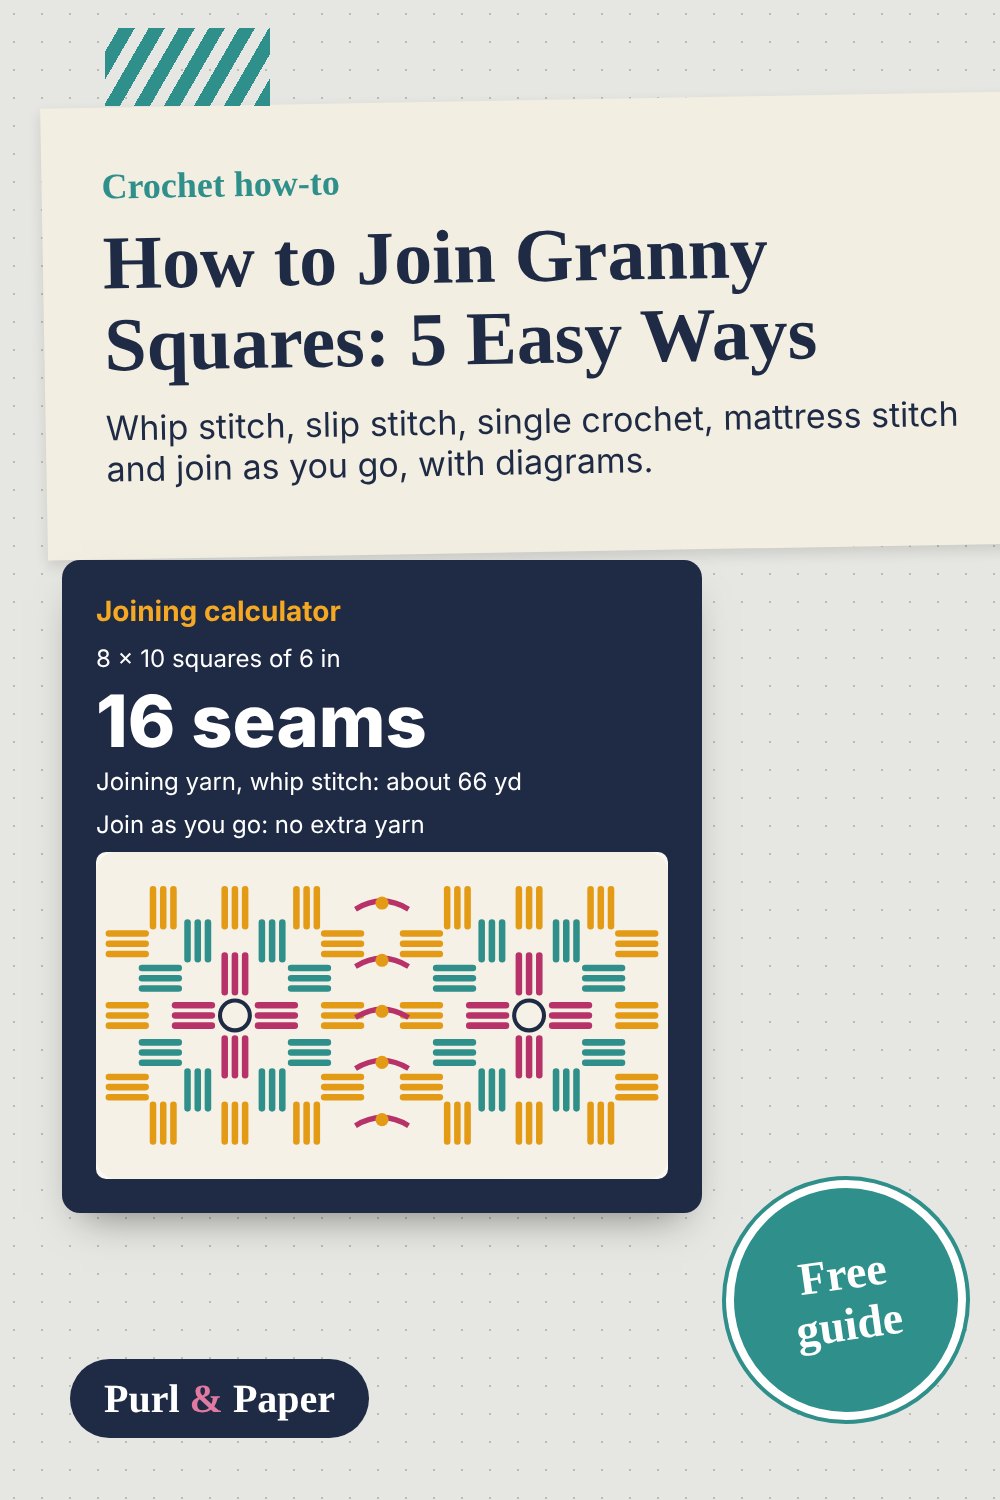 Crochet how-to
How to Join Granny
Squares: 5 Easy Ways
Whip stitch, slip stitch, single crochet, mattress stitch
and join as you go, with diagrams.
Joining calculator
8 × 10 squares of 6 in
16 seams
Joining yarn, whip stitch: about 66 yd
Join as you go: no extra yarn
Free
guide
Purl & Paper